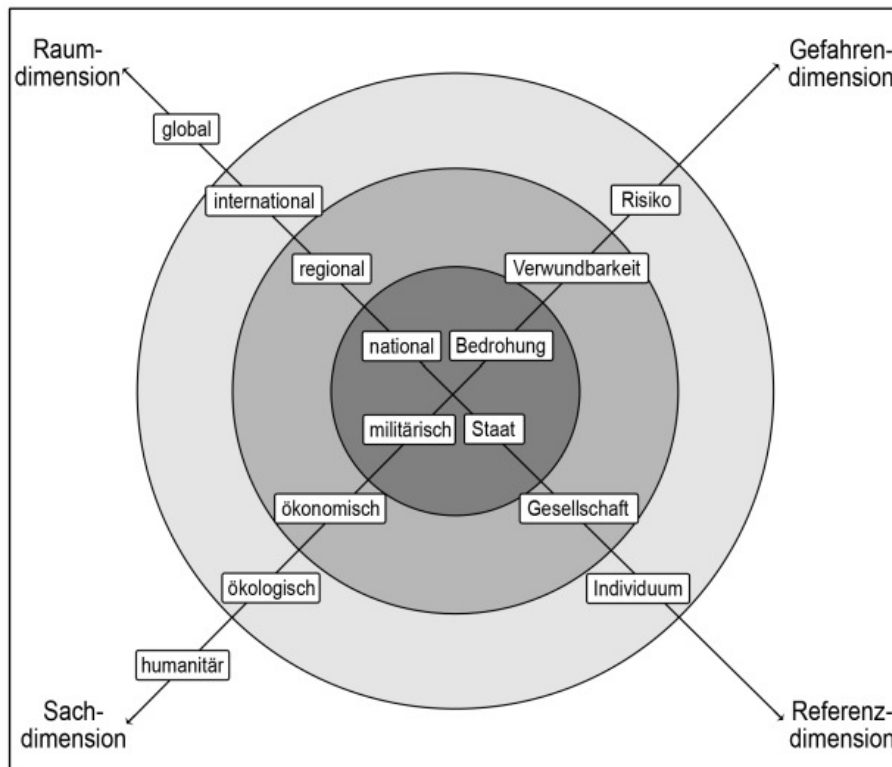 Raum-
dimension
Gefahren-
dimension
global
international
Risiko
regional
Verwundbarkeit
national
Bedrohung
militärisch
Staat
ökonomisch
Gesellschaft
ökologisch
Individuum
humanitär
Sach-
dimension
Referenz-
dimension